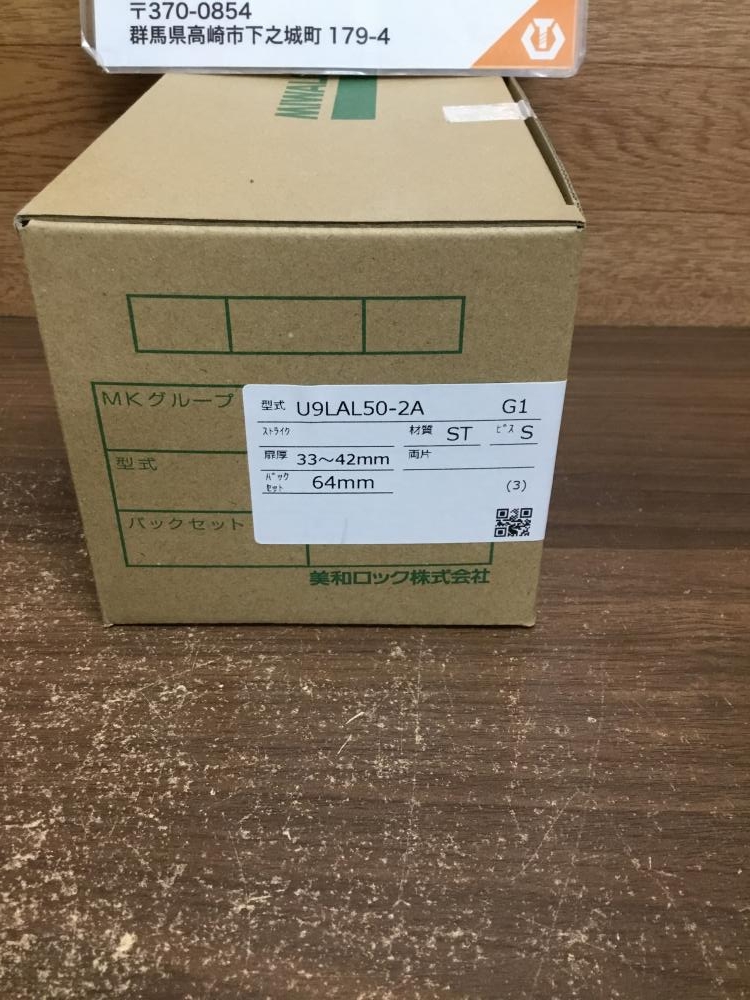 〒370-0854
群馬県高崎市下之城町 179-4
MIWA
MKグループ
型式
バックセット
型式 U9LAL50-2A G1
ストライク 材質 ST ビス S
扉厚 33～42mm 両片
バックセット 64mm (3)
美和ロック株式会社